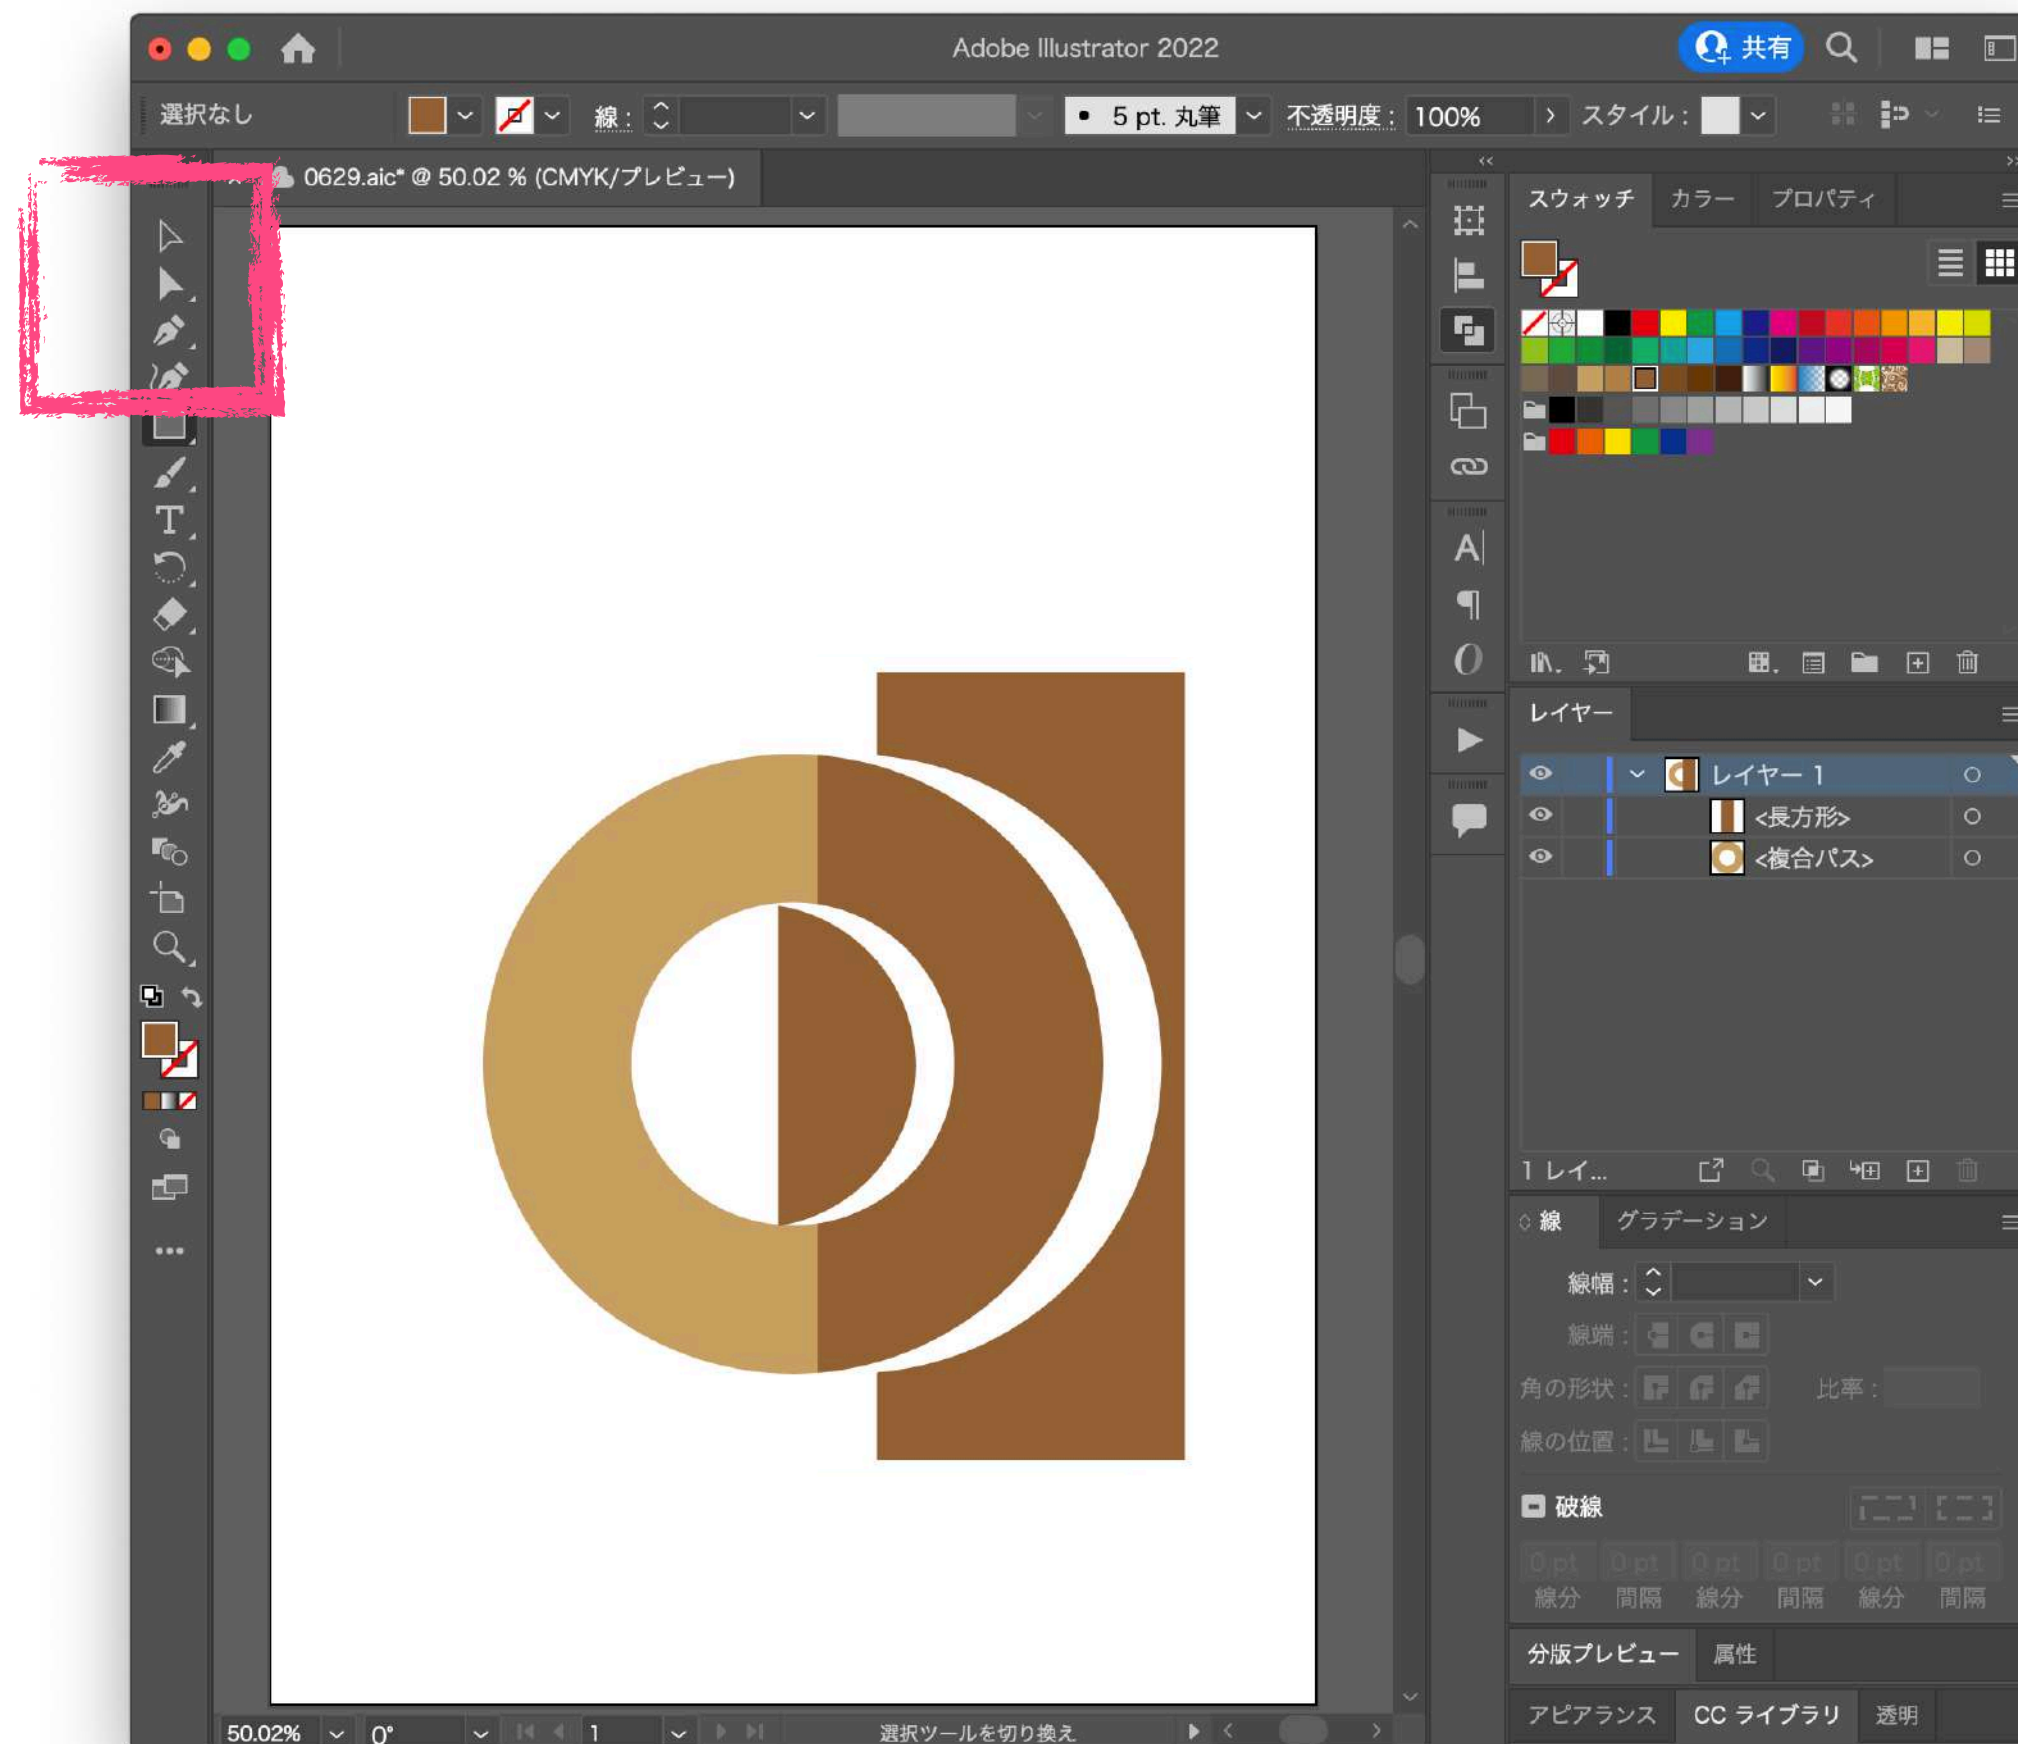 Adobe Illustrator 2022
共有
選択なし
線 :
5 pt. 丸筆
不透明度 :
100%
スタイル :
0629.aic* @ 50.02 % (CMYK/プレビュー)
スウォッチ
カラー
プロパティ
レイヤー
レイヤー 1
<長方形>
<複合パス>
1 レイ...
線
グラデーション
線幅 :
線端 :
角の形状 :
比率 :
線の位置 :
破線
0 pt 0 pt 0 pt 0 pt 0 pt 0 pt
線分 間隔 線分 間隔 線分 間隔
分版プレビュー
属性
アピアランス
CC ライブラリ
透明
50.02%
0°
1
選択ツールを切り換え